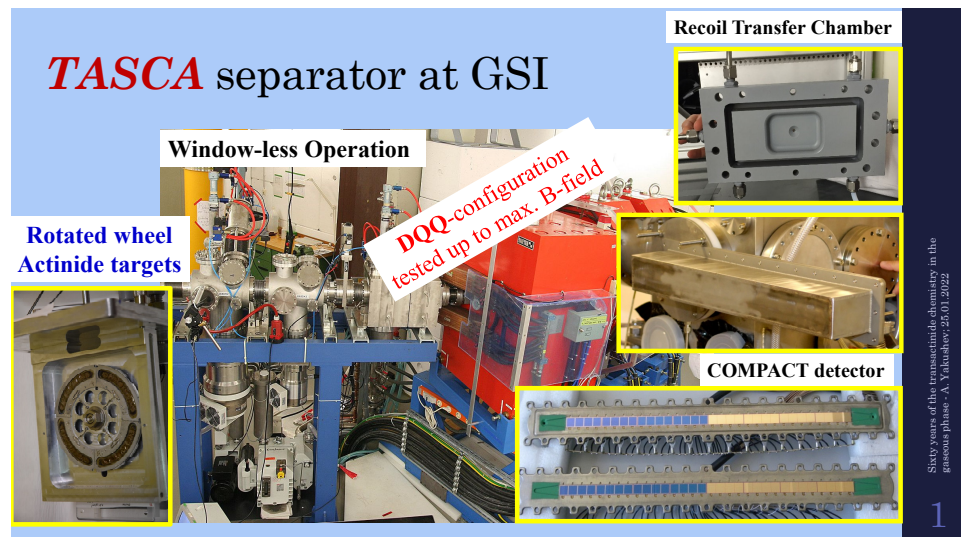 TASCA separator at GSI
Recoil Transfer Chamber
Window-less Operation
DQQ-configuration
tested up to max. B-field
Rotated wheel
Actinide targets
COMPACT detector
Sixty years of the transactinide chemistry in the
gaseous phase - A. Yakushev; 25.01.2022
1